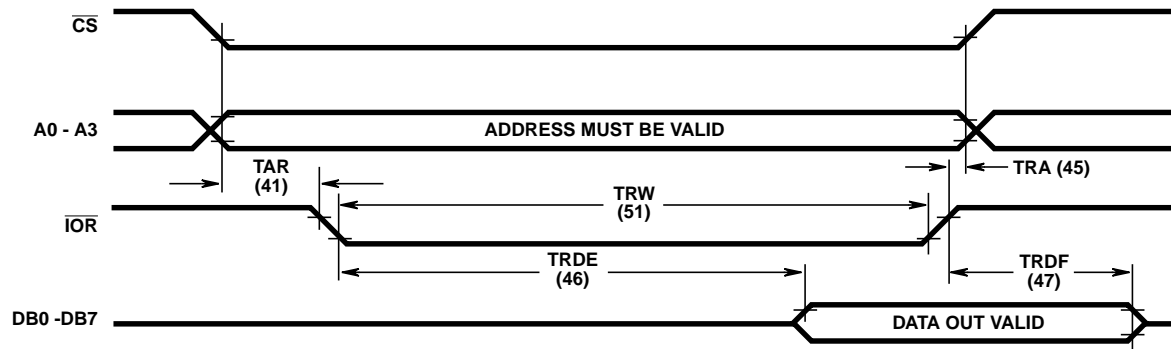 CS
A0 - A3
ADDRESS MUST BE VALID
TAR
(41)
TRA (45)
TRW
(51)
IOR
TRDE
(46)
TRDF
(47)
DB0 -DB7
DATA OUT VALID